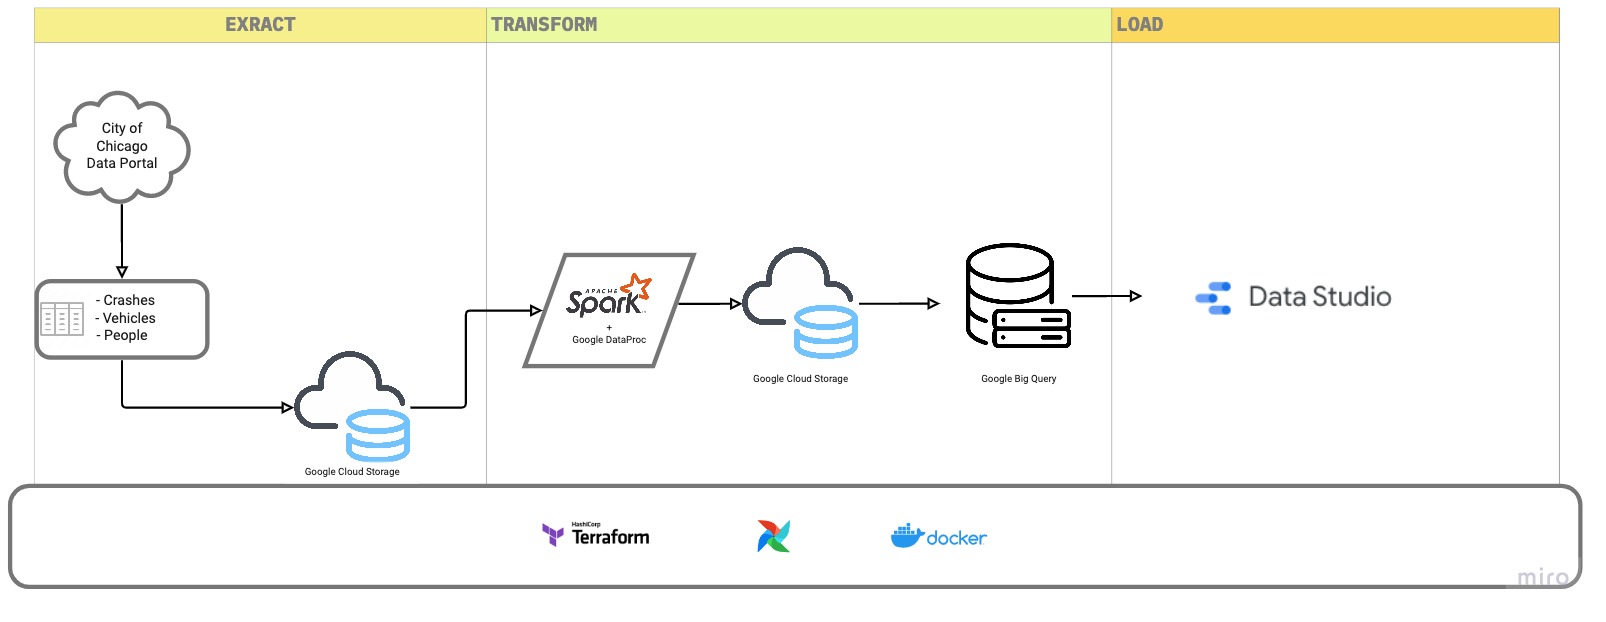 EXRACT
TRANSFORM
LOAD
City of
Chicago
Data Portal
- Crashes
- Vehicles
- People
Google Cloud Storage
APACHE
Spark
+
Google DataProc
Google Cloud Storage
Google Big Query
Data Studio
HashiCorp
Terraform
docker
miro